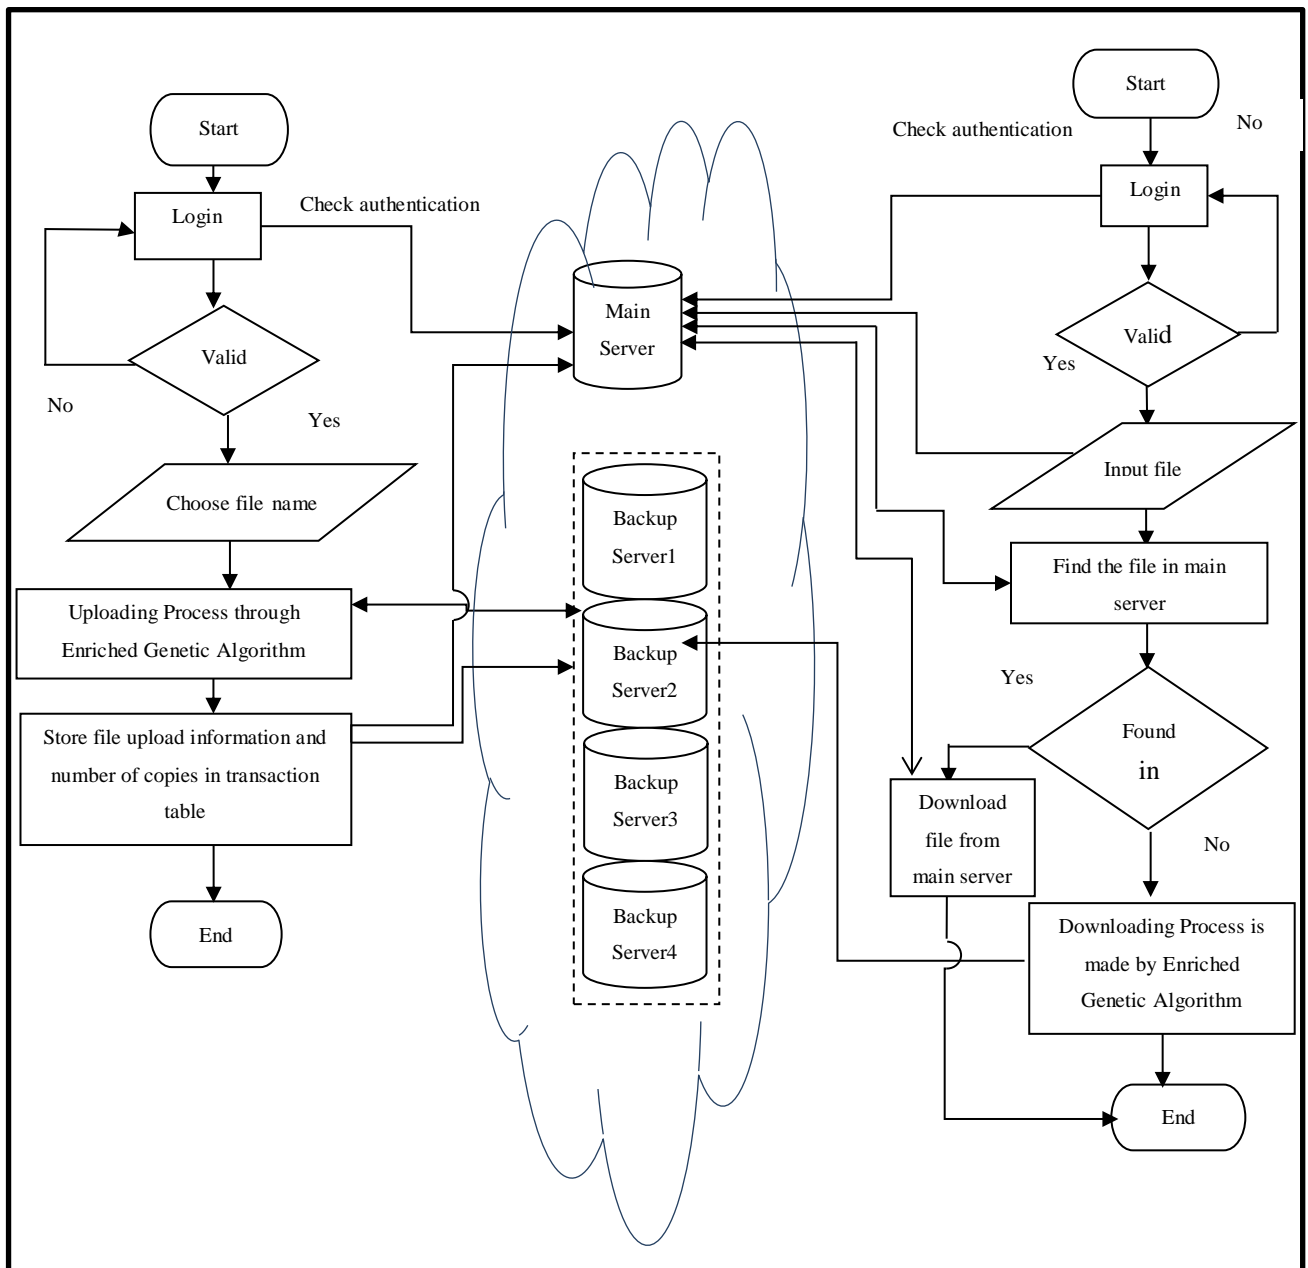 Start
Login
Check authentication
Valid
No
Yes
Choose file name
Uploading Process through
Enriched Genetic Algorithm
Store file upload information and
number of copies in transaction
table
End
Main
Server
Backup
Server1
Backup
Server2
Backup
Server3
Backup
Server4
Start
No
Check authentication
Login
Valid
Yes
Input file
Find the file in main
server
Yes
Found
in
Download
file from
main server
No
Downloading Process is
made by Enriched
Genetic Algorithm
End